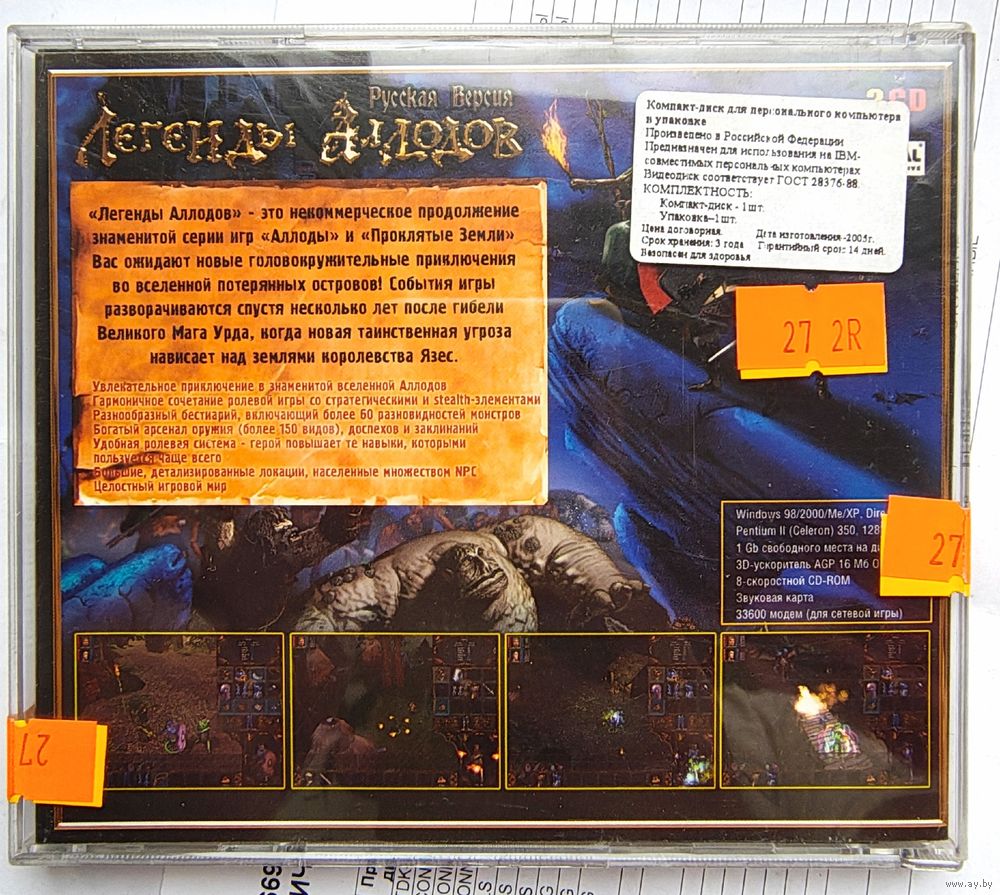 Русская Версия
Легенды Аллодов
2CD
Компакт-диск для персонального компьютера
в упаковке
Произведено в Российской Федерации
Предназначен для использования на IBM-
совместимых персональных компьютерах
Видеодиск соответствует ГОСТ 28376-88.
КОМПЛЕКТНОСТЬ:
Компакт-диск - 1 шт.
Упаковка-1 шт.
Цена договорная. Дата изготовления -2005г.
Срок хранения: 3 года Гарантийный срок: 14 дней.
Безопасен для здоровья
«Легенды Аллодов» - это некоммерческое продолжение
знаменитой серии игр «Аллоды» и «Проклятые Земли»
Вас ожидают новые головокружительные приключения
во вселенной потерянных островов! События игры
разворачиваются спустя несколько лет после гибели
Великого Мага Урда, когда новая таинственная угроза
нависает над землями королевства Язес.
Увлекательное приключение в знаменитой вселенной Аллодов
Гармоничное сочетание ролевой игры со стратегическими и stealth-элементами
Разнообразный бестиарий, включающий более 60 разновидностей монстров
Богатый арсенал оружия (более 150 видов), доспехов и заклинаний
Удобная ролевая система - герой повышает те навыки, которыми
пользуется чаще всего
Большие, детализированные локации, населенные множеством NPC
Целостный игровой мир
27 2R
Windows 98/2000/Me/XP,
Pentium II (Celeron) 350,
1 Gb свободного места на
3D-ускоритель AGP 16 Мб
8-скоростной CD-ROM
Звуковая карта
33600 модем (для сетевой игры)
27
27
www.ay.by